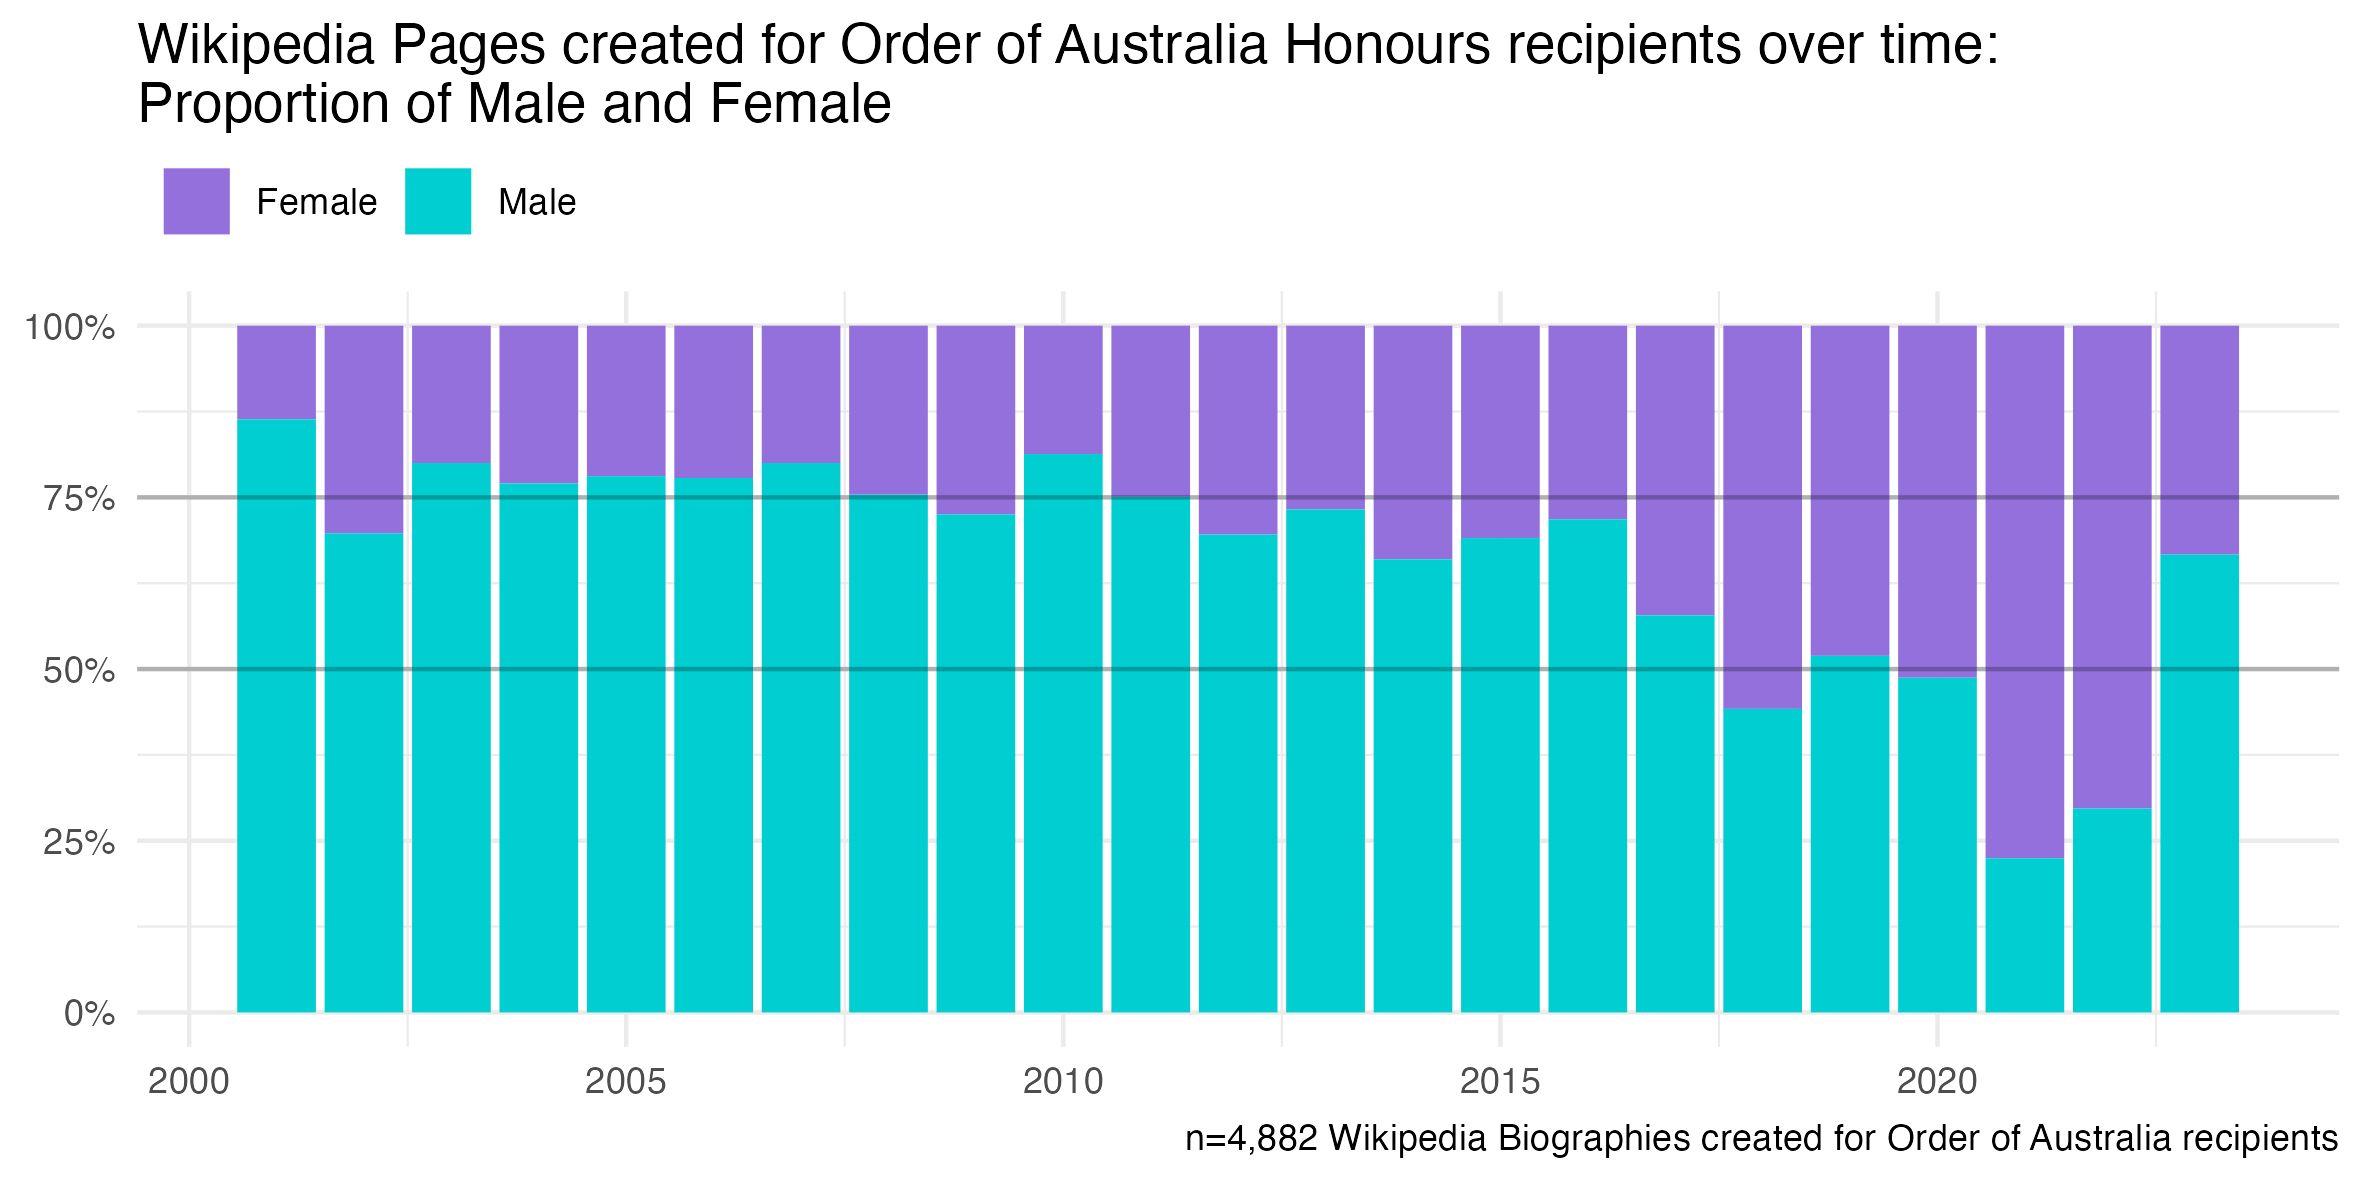 Wikipedia Pages created for Order of Australia Honours recipients over time:
Proportion of Male and Female
Female Male
100%
75%
50%
25%
0%
2000 2005 2010 2015 2020
n=4,882 Wikipedia Biographies created for Order of Australia recipients